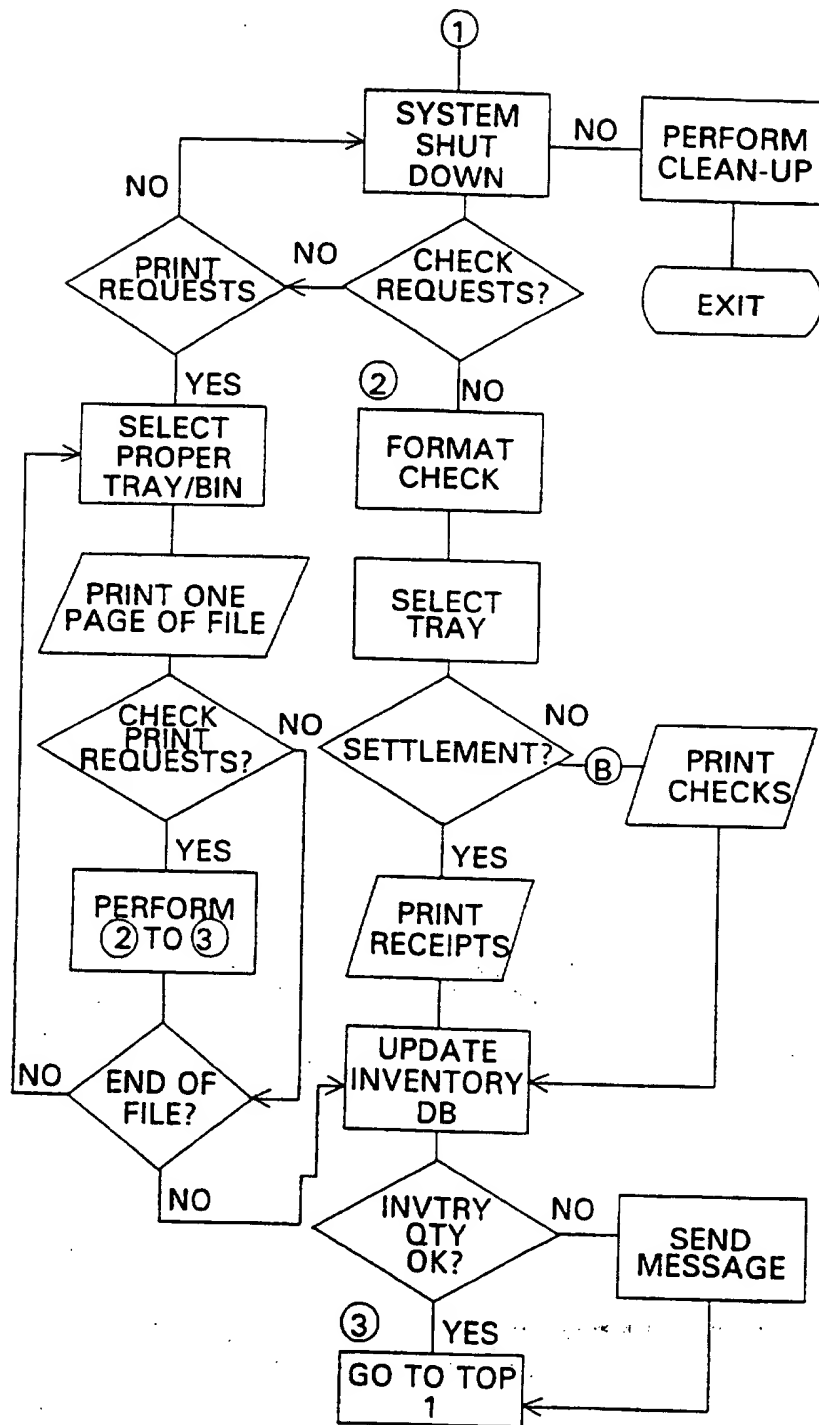 1
SYSTEM
SHUT
DOWN
NO
PERFORM
CLEAN-UP
EXIT
NO
PRINT
REQUESTS
NO
CHECK
REQUESTS?
YES
2
NO
SELECT
PROPER
TRAY/BIN
FORMAT
CHECK
PRINT ONE
PAGE OF FILE
SELECT
TRAY
CHECK
PRINT
REQUESTS?
NO
SETTLEMENT?
NO
B
PRINT
CHECKS
YES
YES
PERFORM
2 TO 3
PRINT
RECEIPTS
NO
END OF
FILE?
UPDATE
INVENTORY
DB
NO
INVTRY
QTY
OK?
NO
SEND
MESSAGE
3
YES
GO TO TOP
1